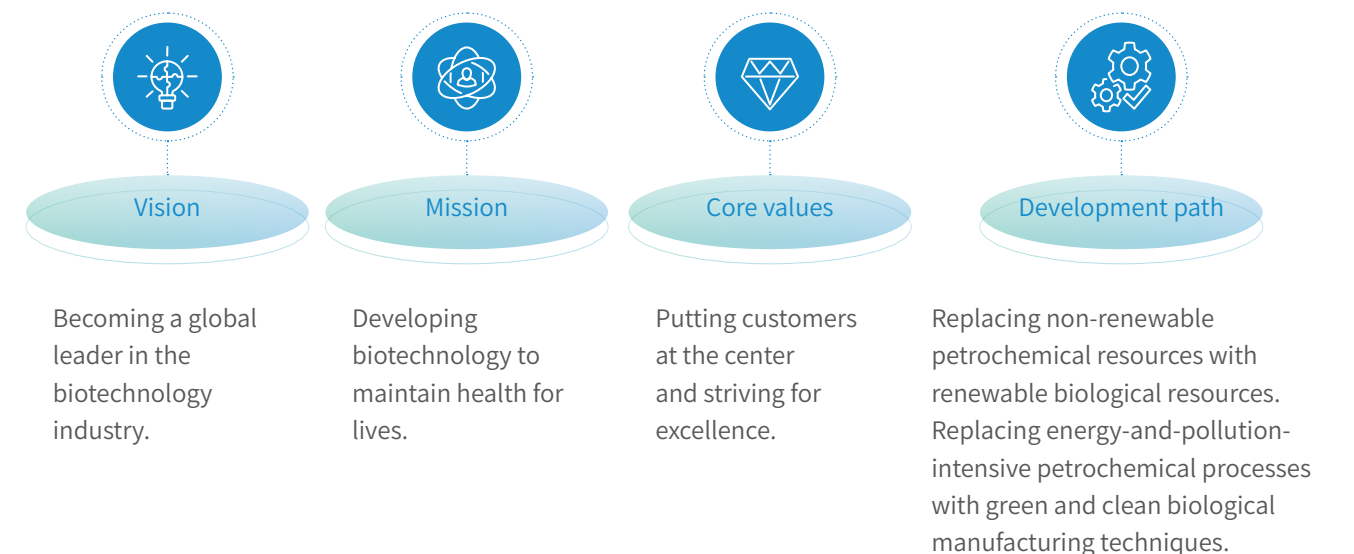 Vision
Becoming a global
leader in the
biotechnology
industry.
Mission
Developing
biotechnology to
maintain health for
lives.
Core values
Putting customers
at the center
and striving for
excellence.
Development path
Replacing non-renewable
petrochemical resources with
renewable biological resources.
Replacing energy-and-pollution-
intensive petrochemical processes
with green and clean biological
manufacturing techniques.